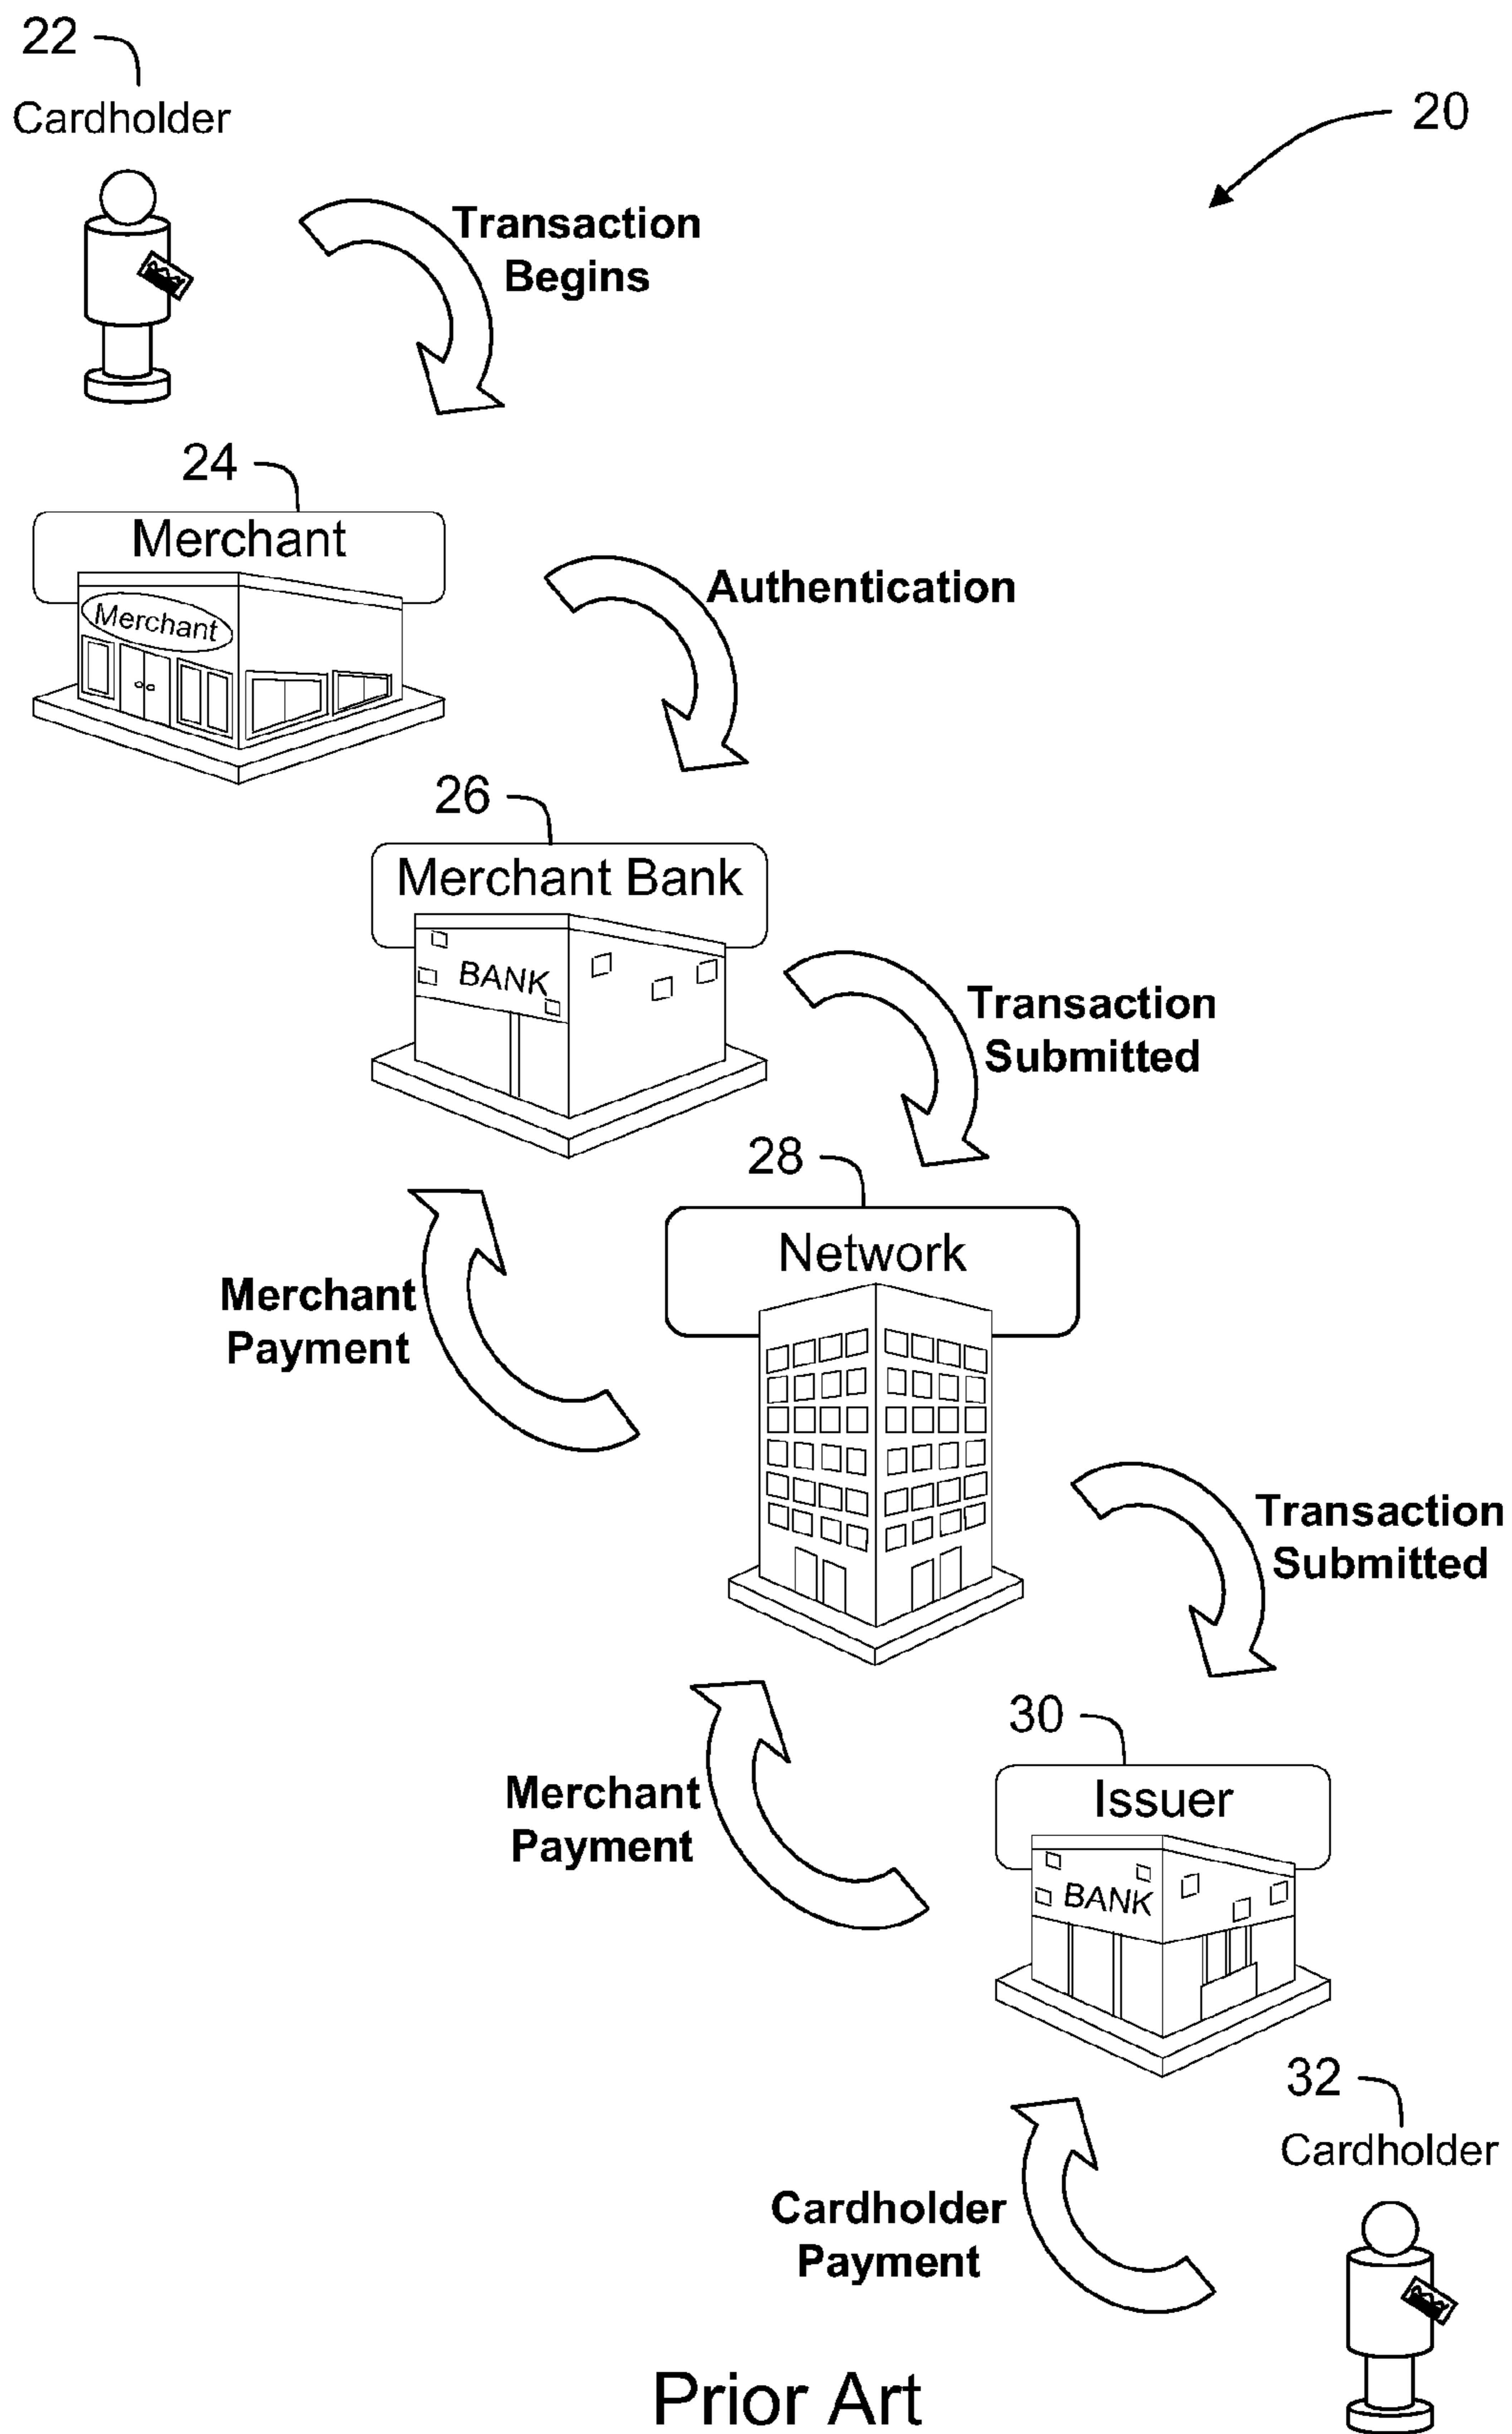 22
Cardholder
20
Transaction
Begins
24
Merchant
Merchant
Authentication
26
Merchant Bank
BANK
Transaction
Submitted
28
Network
Merchant
Payment
Transaction
Submitted
30
Issuer
BANK
Merchant
Payment
32
Cardholder
Cardholder
Payment
Prior Art